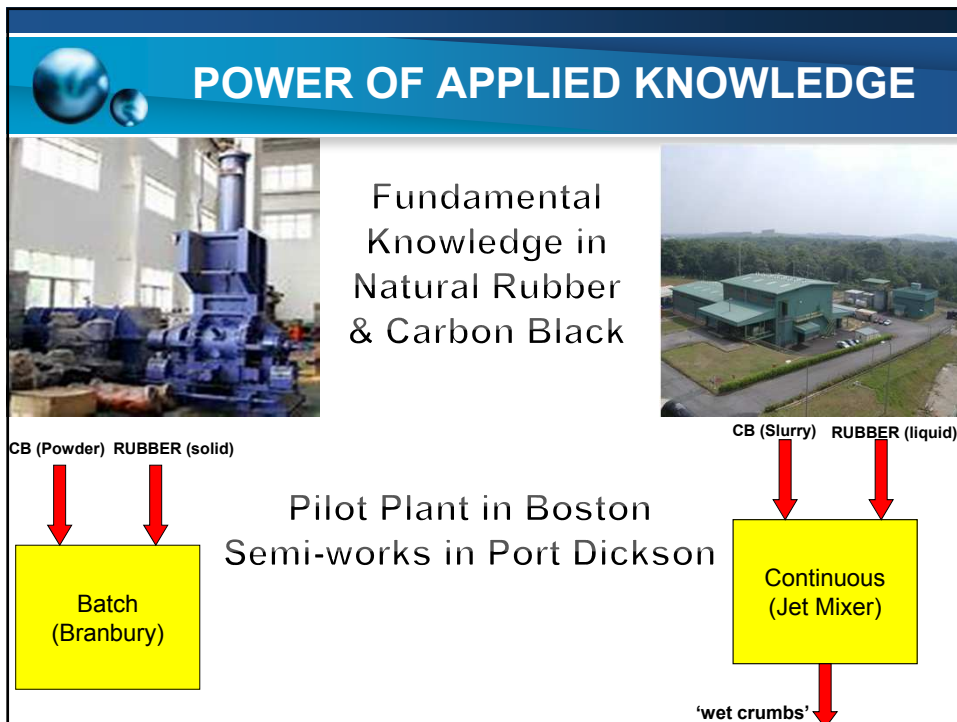 POWER OF APPLIED KNOWLEDGE
Fundamental
Knowledge in
Natural Rubber
& Carbon Black
CB (Powder) RUBBER (solid)
CB (Slurry) RUBBER (liquid)
Pilot Plant in Boston
Semi-works in Port Dickson
Batch
(Branbury)
Continuous
(Jet Mixer)
'wet crumbs'